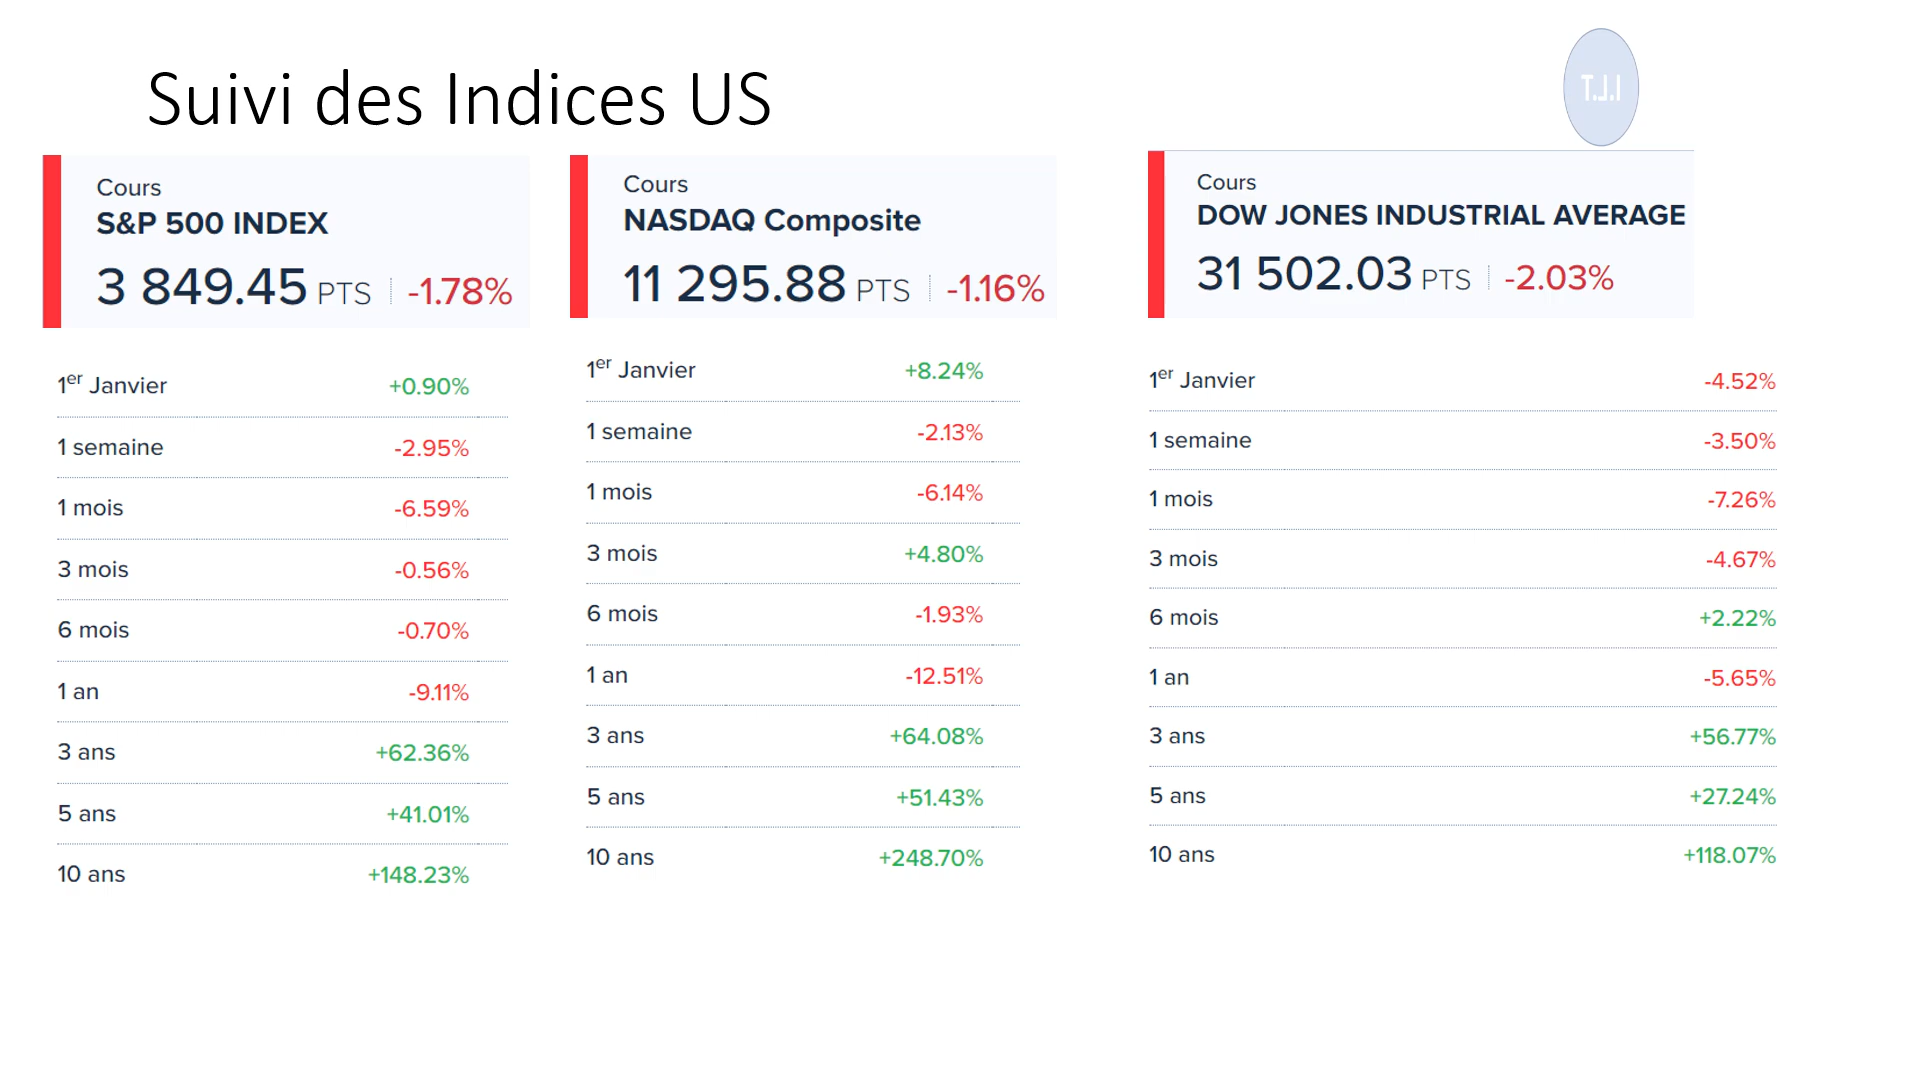 Suivi des Indices US
T.J.I
Cours
S&P 500 INDEX
3 849.45 PTS -1.78%
1er Janvier +0.90%
1 semaine -2.95%
1 mois -6.59%
3 mois -0.56%
6 mois -0.70%
1 an -9.11%
3 ans +62.36%
5 ans +41.01%
10 ans +148.23%
Cours
NASDAQ Composite
11 295.88 PTS -1.16%
1er Janvier +8.24%
1 semaine -2.13%
1 mois -6.14%
3 mois +4.80%
6 mois -1.93%
1 an -12.51%
3 ans +64.08%
5 ans +51.43%
10 ans +248.70%
Cours
DOW JONES INDUSTRIAL AVERAGE
31 502.03 PTS -2.03%
1er Janvier -4.52%
1 semaine -3.50%
1 mois -7.26%
3 mois -4.67%
6 mois +2.22%
1 an -5.65%
3 ans +56.77%
5 ans +27.24%
10 ans +118.07%